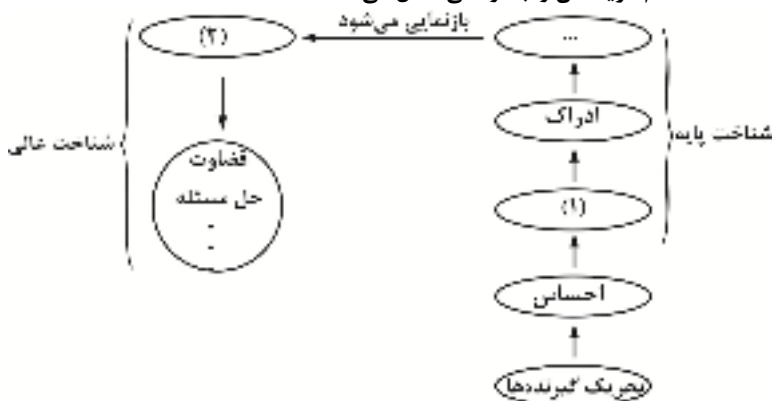 بازنمایی می‌شود
...
(۲)
ادراک
شناخت پایه
شناخت عالی
قضاوت
حل مسئله
(۱)
احساس
تحریک گیرنده‌ها